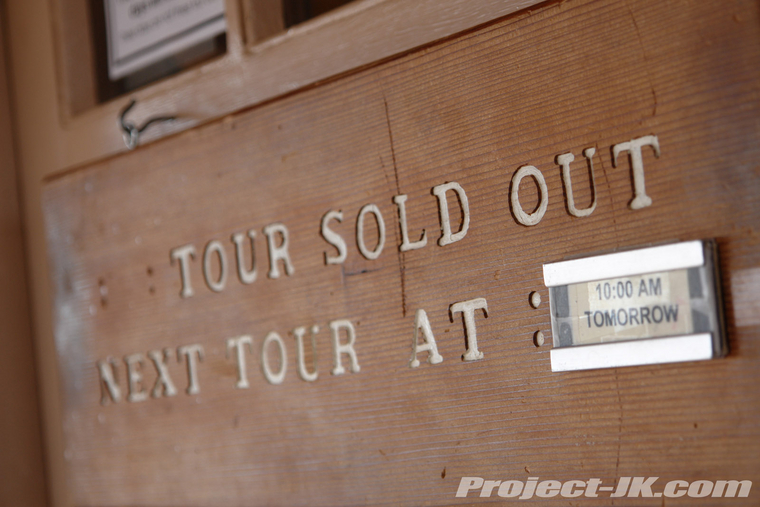 TOUR SOLD OUT
NEXT TOUR AT :
10:00 AM
TOMORROW
Project-JK.com